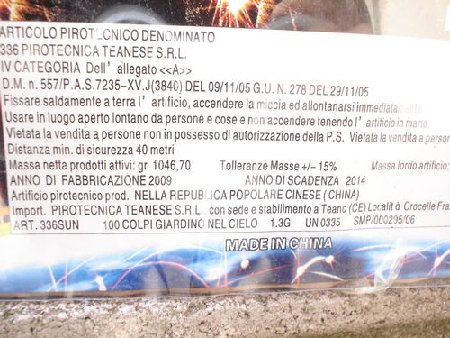 ARTICOLO PIROTECNICO DENOMINATO
336 PIROTECNICA TEANESE S.R.L.
IV CATEGORIA Dell' allegato <<A>>
D.M. n.557/P.A.S.7235-XV.J(3840) DEL 09/11/05 G.U. N. 278 DEL 29/11/05
Fissare saldamente a terra l' artificio, accendere la miccia ed allontanarsi immediatamente.
Usare in luogo aperto lontano da persone e cose e non accendere tenendo l' artificio in mano.
Vietata la vendita a persone non in possesso di autorizzazione della P.S. Vietata la vendita a
Distanza min. di sicurezza 40 metri
Massa netta prodotti attivi: gr 1046,70 Tolleranze Masse +/- 15% Massa lordo artificio:
ANNO DI FABBRICAZIONE 2009 ANNO DI SCADENZA 2014
Artificio pirotecnico prod. NELLA REPUBBLICA POPOLARE CINESE (CHINA)
Import. PIROTECNICA TEANESE S.R.L. con sede e stabilimento a Teano (CE) Località Crocelle
ART. 336SUN 100 COLPI GIARDINO NEL CIELO 1.3G UN 0335 SMP/000295/06
MADE IN CHINA